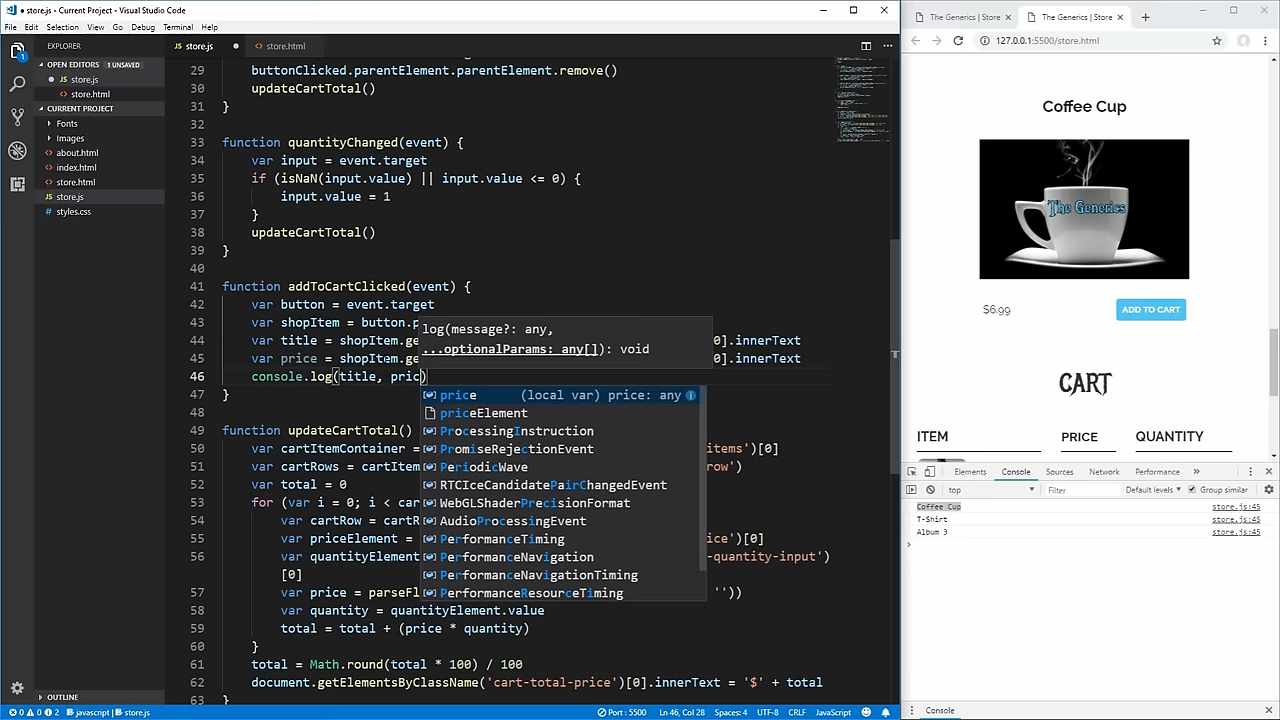 store.js - Current Project - Visual Studio Code
File Edit Selection View Go Debug Terminal Help
EXPLORER
OPEN EDITORS 1 UNSAVED
store.js
store.html
CURRENT PROJECT
Fonts
Images
about.html
index.html
store.html
store.js
styles.css
OUTLINE
store.js
store.html
29 buttonClicked.parentElement.parentElement.remove()
30 updateCartTotal()
31 }
32
33 function quantityChanged(event) {
34 var input = event.target
35 if (isNaN(input.value) || input.value <= 0) {
36 input.value = 1
37 }
38 updateCartTotal()
39 }
40
41 function addToCartClicked(event) {
42 var button = event.target
43 var shopItem = button.p
44 var title = shopItem.ge 0].innerText
45 var price = shopItem.ge 0].innerText
46 console.log(title, pric)
47 }
48
49 function updateCartTotal()
50 var cartItemContainer = items')[0]
51 var cartRows = cartItem row')
52 var total = 0
53 for (var i = 0; i < car
54 var cartRow = cartR
55 var priceElement = ice')[0]
56 var quantityElement -quantity-input')
[0]
57 var price = parseFl ''))
58 var quantity = quantityElement.value
59 total = total + (price * quantity)
60 }
61 total = Math.round(total * 100) / 100
62 document.getElementsByClassName('cart-total-price')[0].innerText = '$' + total
63 }
log(message?: any,
...optionalParams: any[]): void
price (local var) price: any
priceElement
ProcessingInstruction
PromiseRejectionEvent
PeriodicWave
RTCIceCandidatePairChangedEvent
WebGLShaderPrecisionFormat
AudioProcessingEvent
PerformanceTiming
PerformanceNavigation
PerformanceNavigationTiming
PerformanceResourceTiming
0 0 2 javascript | store.js Port : 5500 Ln 46, Col 28 Spaces: 4 UTF-8 CRLF JavaScript
The Generics | Store
The Generics | Store
127.0.0.1:5500/store.html
Coffee Cup
The Generics
$6.99
ADD TO CART
CART
ITEM PRICE QUANTITY
Elements Console Sources Network Performance »
top Filter Default levels Group similar
Coffee Cup store.js:45
T-Shirt store.js:45
Album 3 store.js:45
Console